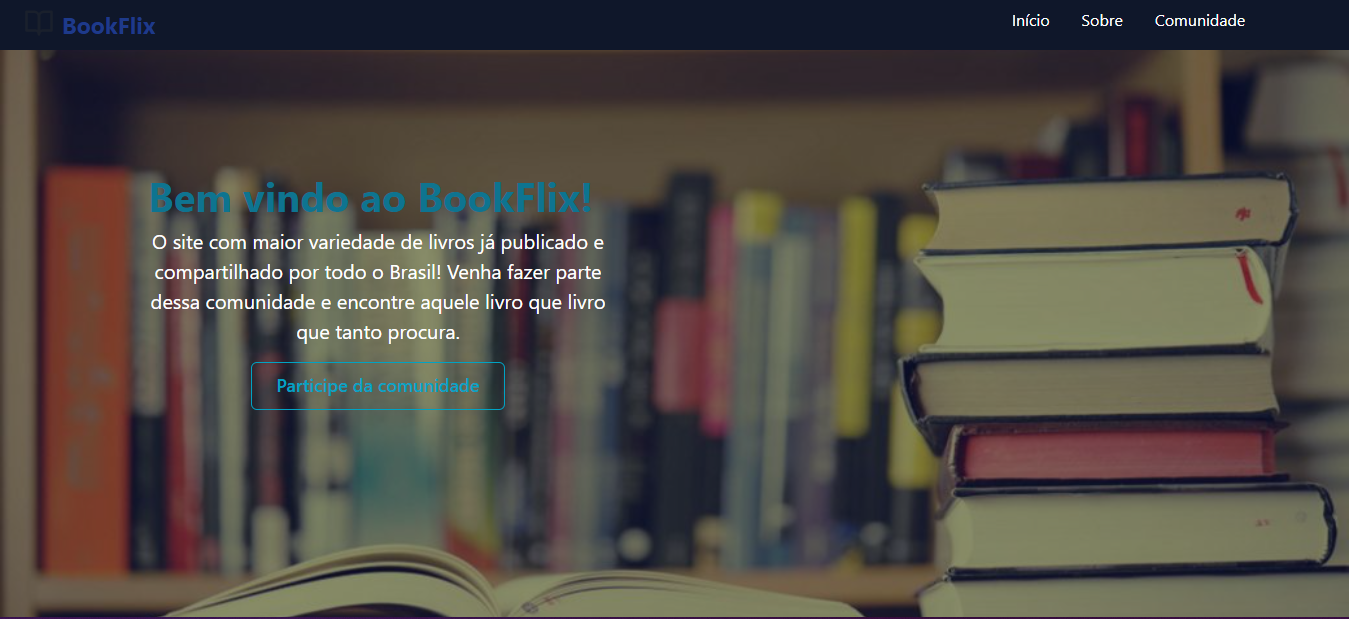 BookFlix
Início Sobre Comunidade
Bem vindo ao BookFlix!
O site com maior variedade de livros já publicado e
compartilhado por todo o Brasil! Venha fazer parte
dessa comunidade e encontre aquele livro que livro
que tanto procura.
Participe da comunidade